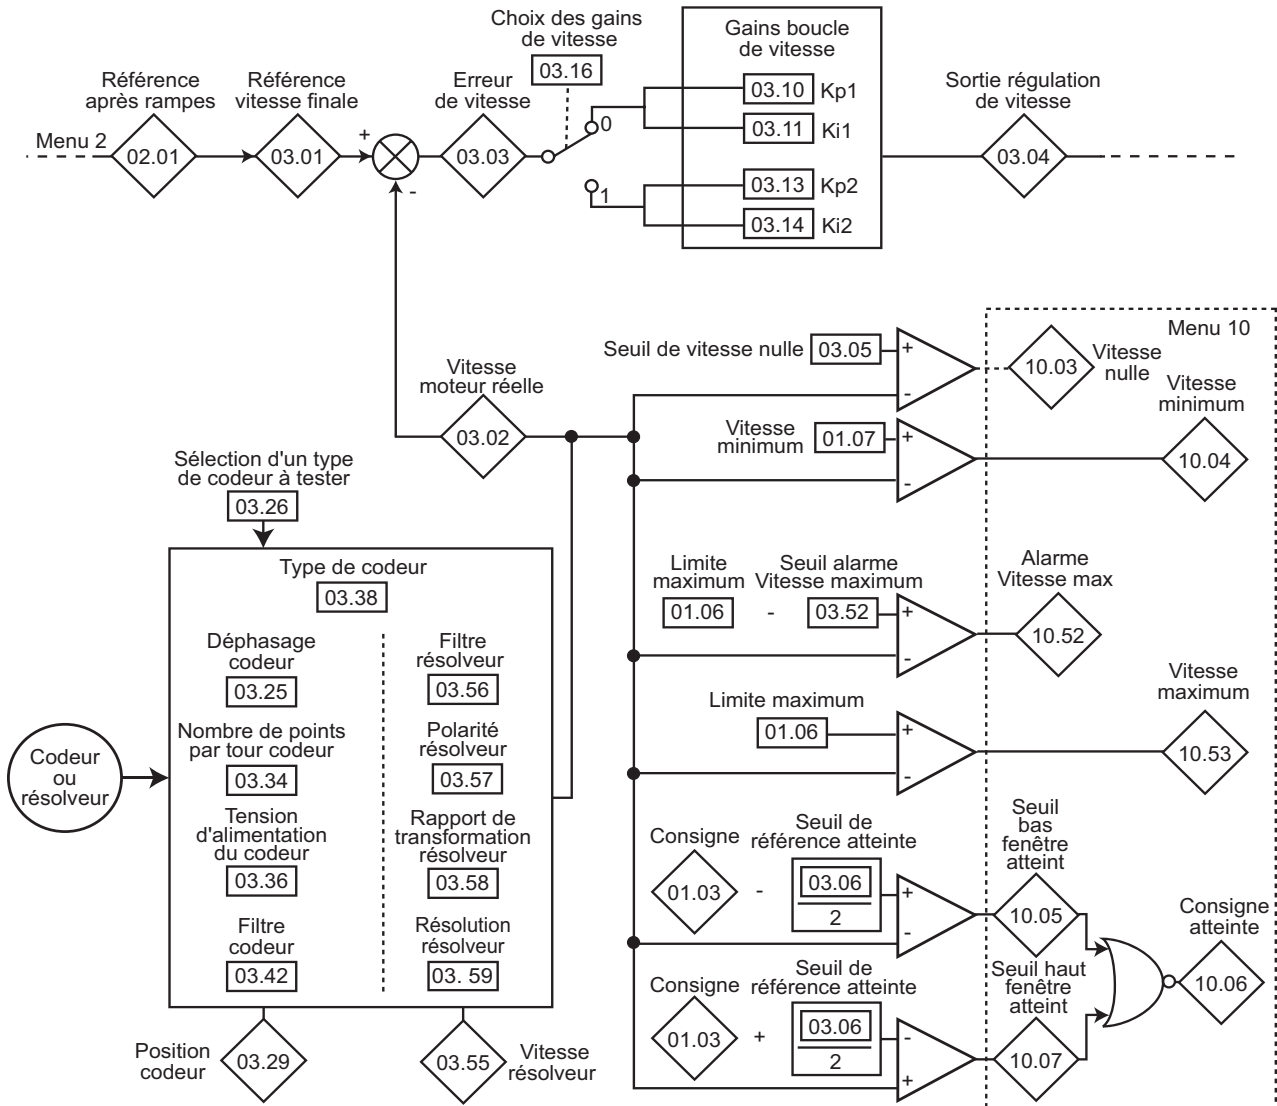 Choix des gains
de vitesse
03.16
Gains boucle
de vitesse
Référence
après rampes
Référence
vitesse finale
Erreur
de vitesse
Sortie régulation
de vitesse
Menu 2
02.01
03.01
+
-
03.03
0
1
03.10 Kp1
03.11 Ki1
03.13 Kp2
03.14 Ki2
03.04
Menu 10
Seuil de vitesse nulle 03.05
+
-
10.03
Vitesse
nulle
Vitesse
moteur réelle
03.02
Vitesse
minimum
01.07
+
-
Vitesse
minimum
10.04
Sélection d'un type
de codeur à tester
03.26
Type de codeur
03.38
Limite
maximum
01.06
-
Seuil alarme
Vitesse maximum
03.52
+
-
Alarme
Vitesse max
10.52
Déphasage
codeur
03.25
Filtre
résolveur
03.56
Limite maximum
01.06
+
-
Vitesse
maximum
10.53
Codeur
ou
résolveur
Nombre de points
par tour codeur
03.34
Polarité
résolveur
03.57
Tension
d'alimentation
du codeur
03.36
Rapport de
transformation
résolveur
03.58
Filtre
codeur
03.42
Résolution
résolveur
03. 59
Consigne
01.03
-
Seuil de
référence atteinte
03.06
2
+
-
Seuil
bas
fenêtre
atteint
10.05
Consigne
atteinte
10.06
Consigne
01.03
+
Seuil de
référence atteinte
03.06
2
-
+
Seuil haut
fenêtre
atteint
10.07
Position
codeur
03.29
03.55
Vitesse
résolveur